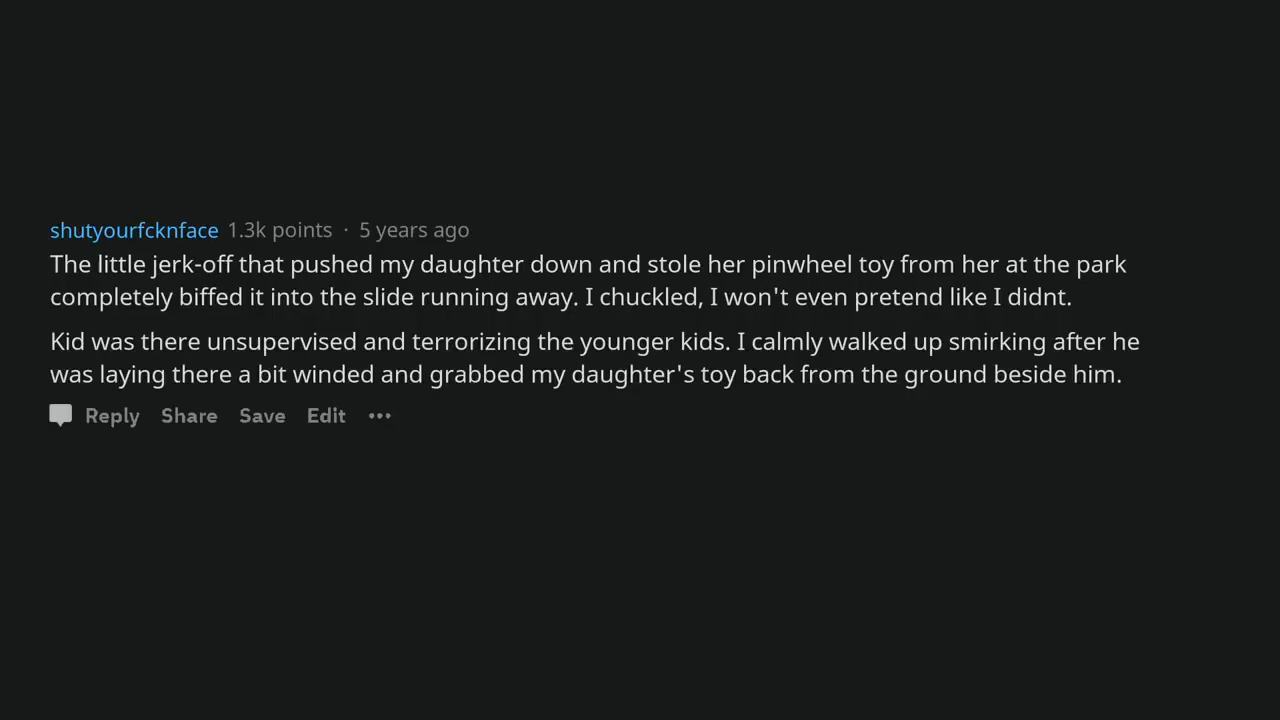 shutyourfcknface 1.3k points · 5 years ago
The little jerk-off that pushed my daughter down and stole her pinwheel toy from her at the park
completely biffed it into the slide running away. I chuckled, I won't even pretend like I didnt.
Kid was there unsupervised and terrorizing the younger kids. I calmly walked up smirking after he
was laying there a bit winded and grabbed my daughter's toy back from the ground beside him.
Reply Share Save Edit •••